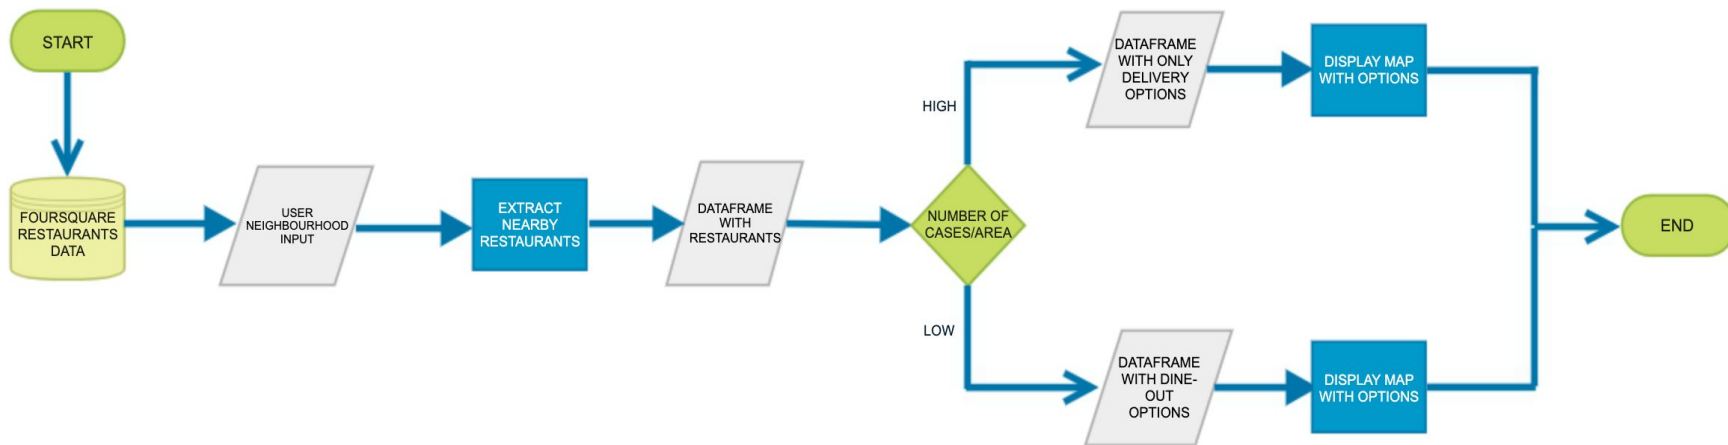 START
FOURSQUARE
RESTAURANTS
DATA
USER
NEIGHBOURHOOD
INPUT
EXTRACT
NEARBY
RESTAURANTS
DATAFRAME
WITH
RESTAURANTS
NUMBER OF
CASES/AREA
HIGH
DATAFRAME
WITH ONLY
DELIVERY
OPTIONS
DISPLAY MAP
WITH OPTIONS
LOW
DATAFRAME
WITH DINE-
OUT
OPTIONS
DISPLAY MAP
WITH OPTIONS
END